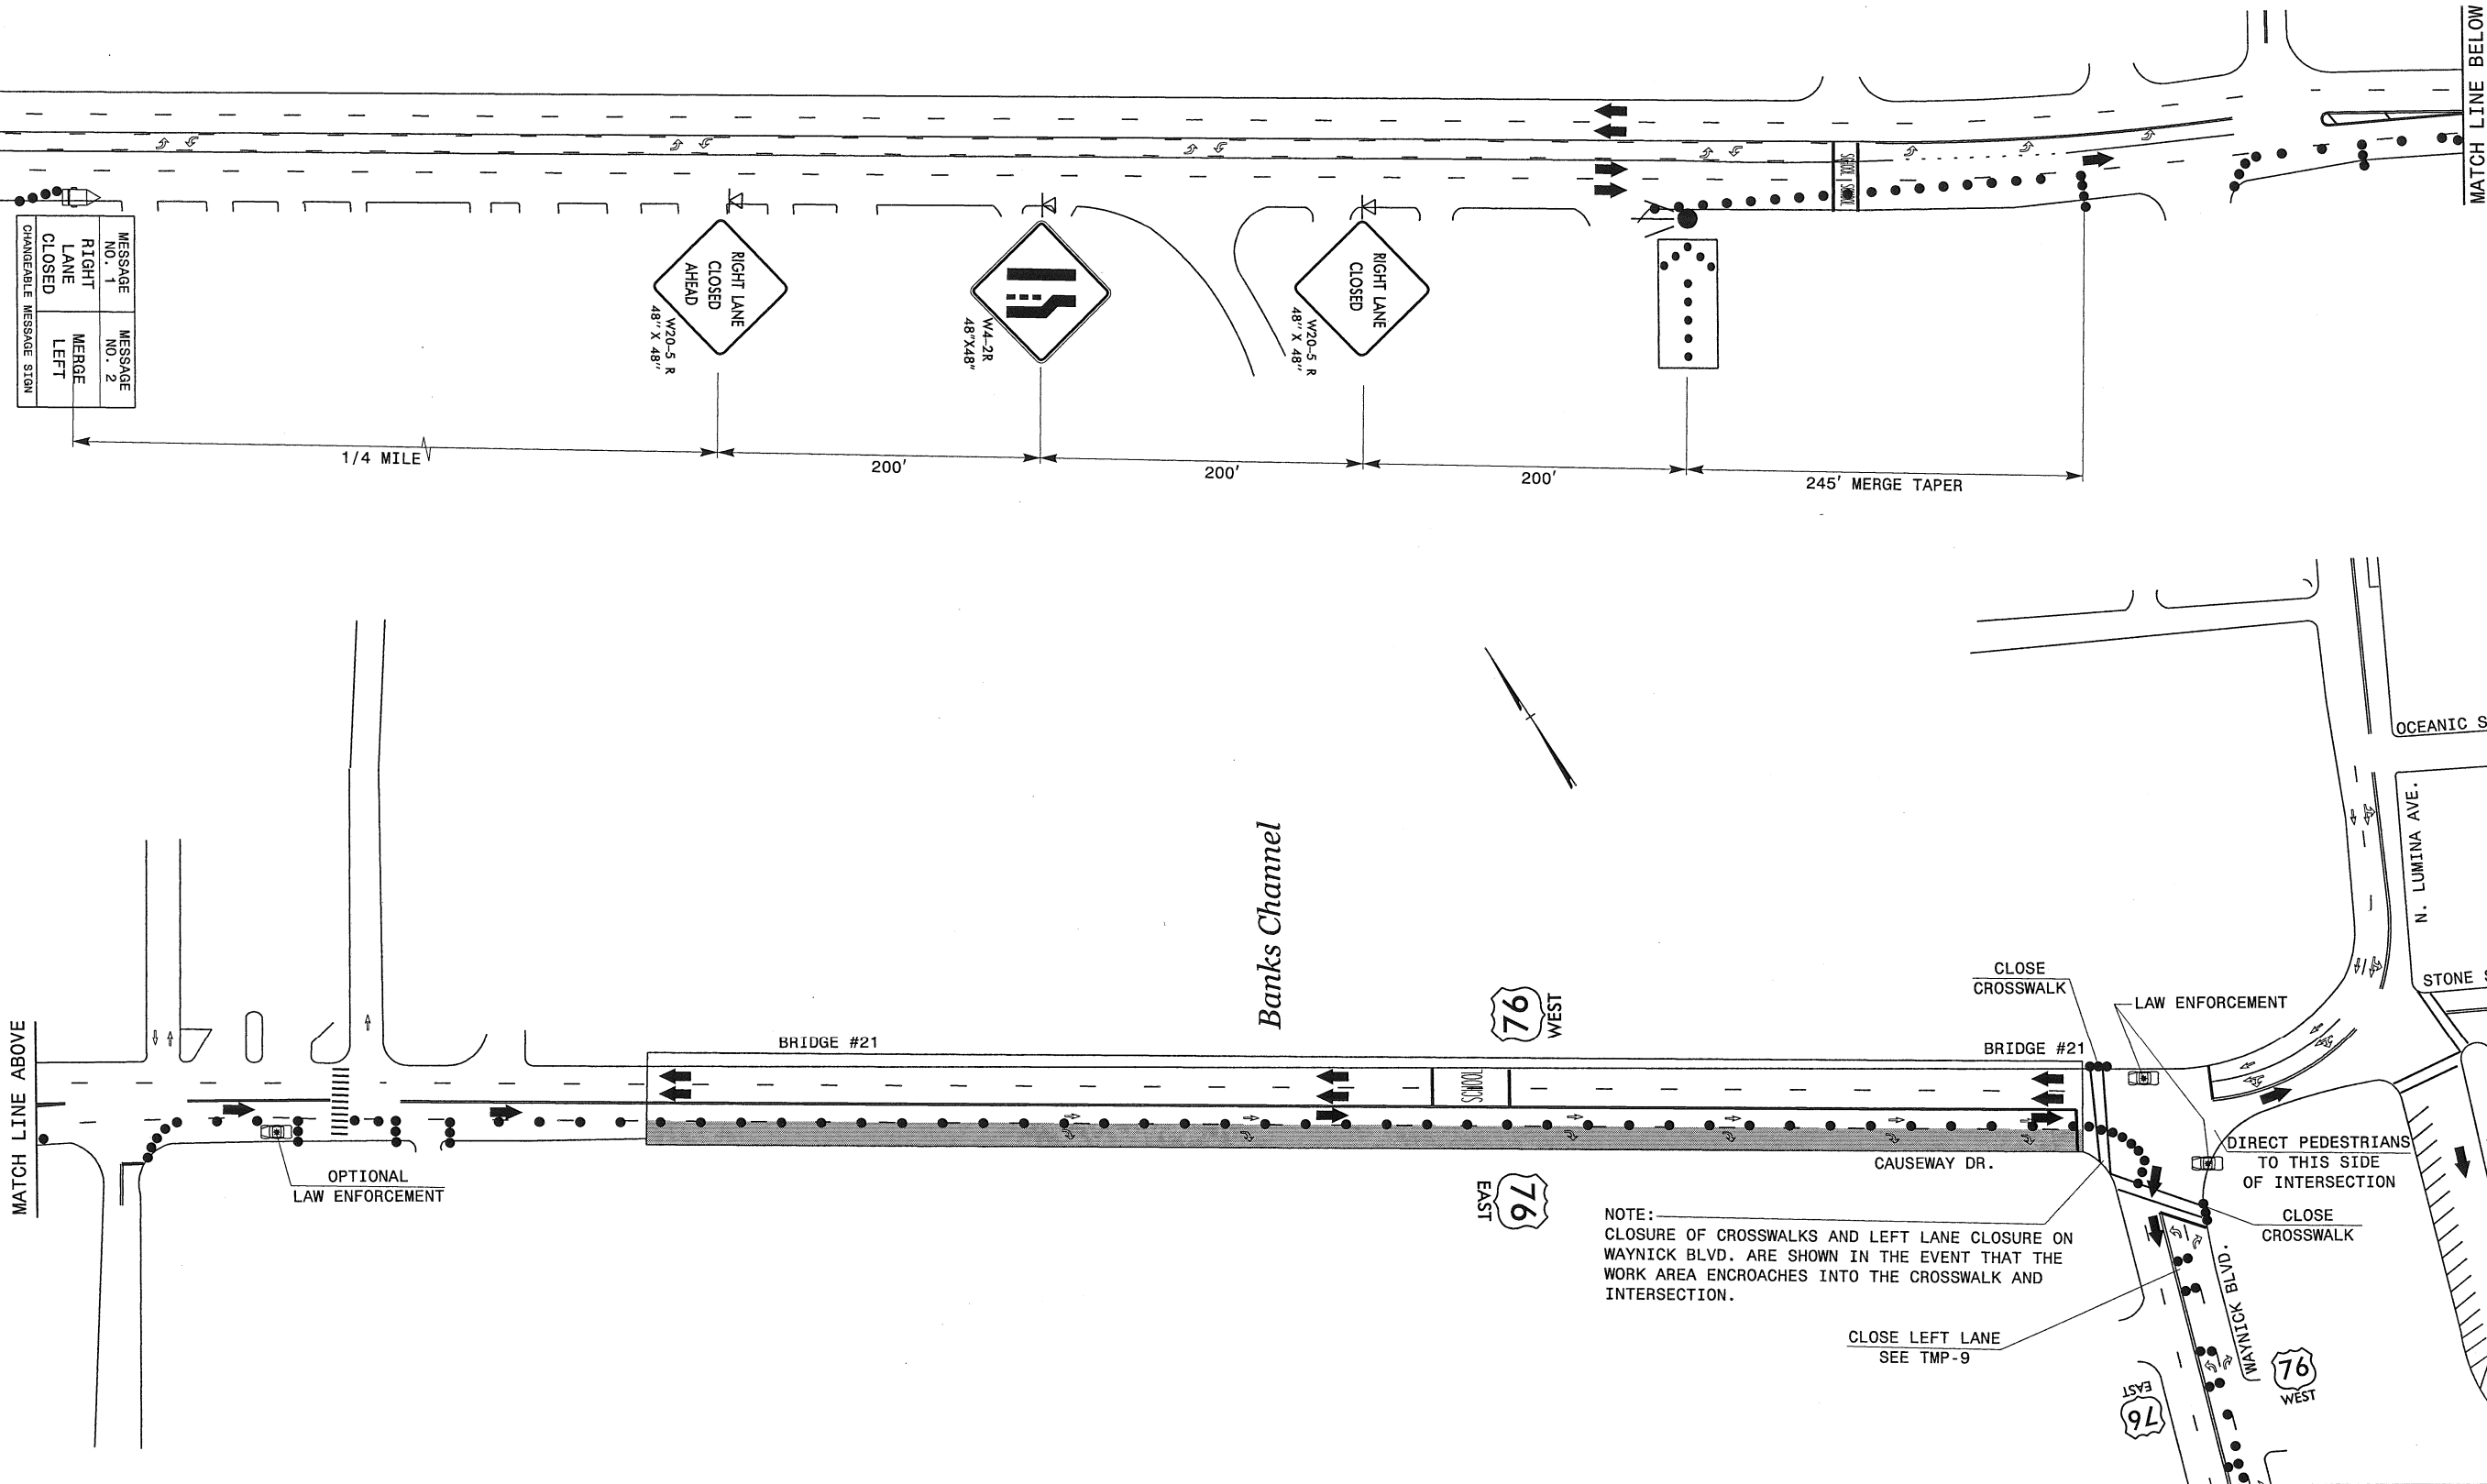 MATCH LINE BELOW
SCHOOL
SCHOOL
MESSAGE NO. 1
MESSAGE NO. 2
RIGHT LANE CLOSED
MERGE LEFT
CHANGEABLE MESSAGE SIGN
RIGHT LANE
CLOSED
AHEAD
W20-5 R
48" X 48"
W4-2R
48"X48"
RIGHT LANE
CLOSED
W20-5 R
48" X 48"
1/4 MILE
200'
200'
200'
245' MERGE TAPER
OCEANIC S
N. LUMINA AVE.
STONE S
Banks Channel
76
WEST
CLOSE
CROSSWALK
LAW ENFORCEMENT
MATCH LINE ABOVE
BRIDGE #21
BRIDGE #21
SCHOOL
OPTIONAL
LAW ENFORCEMENT
CAUSEWAY DR.
DIRECT PEDESTRIANS
TO THIS SIDE
OF INTERSECTION
76
EAST
NOTE:
CLOSURE OF CROSSWALKS AND LEFT LANE CLOSURE ON
WAYNICK BLVD. ARE SHOWN IN THE EVENT THAT THE
WORK AREA ENCROACHES INTO THE CROSSWALK AND
INTERSECTION.
CLOSE
CROSSWALK
WAYNICK BLVD.
CLOSE LEFT LANE
SEE TMP-9
76
WEST
EAST
76